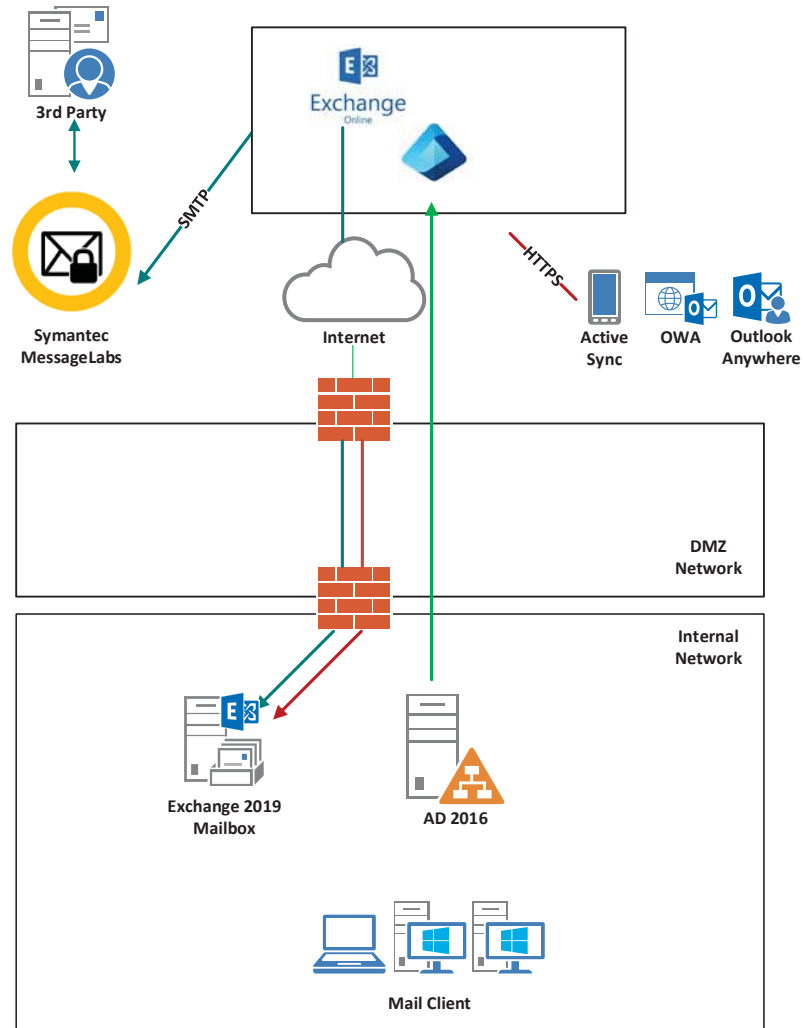 3rd Party
E
Exchange
Online
SMTP
HTTPS
Symantec
MessageLabs
Internet
Active
Sync
OWA
Outlook
Anywhere
DMZ
Network
Internal
Network
E
Exchange 2019
Mailbox
AD 2016
Mail Client